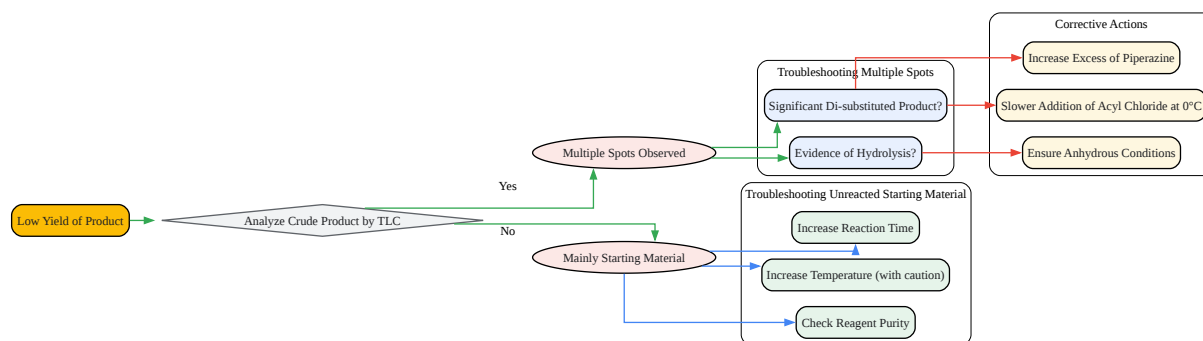 Corrective Actions
Increase Excess of Piperazine
Troubleshooting Multiple Spots
Significant Di-substituted Product?
Slower Addition of Acyl Chloride at 0°C
Multiple Spots Observed
Evidence of Hydrolysis?
Ensure Anhydrous Conditions
Yes
Troubleshooting Unreacted Starting Material
Low Yield of Product
Analyze Crude Product by TLC
No
Increase Reaction Time
Mainly Starting Material
Increase Temperature (with caution)
Check Reagent Purity